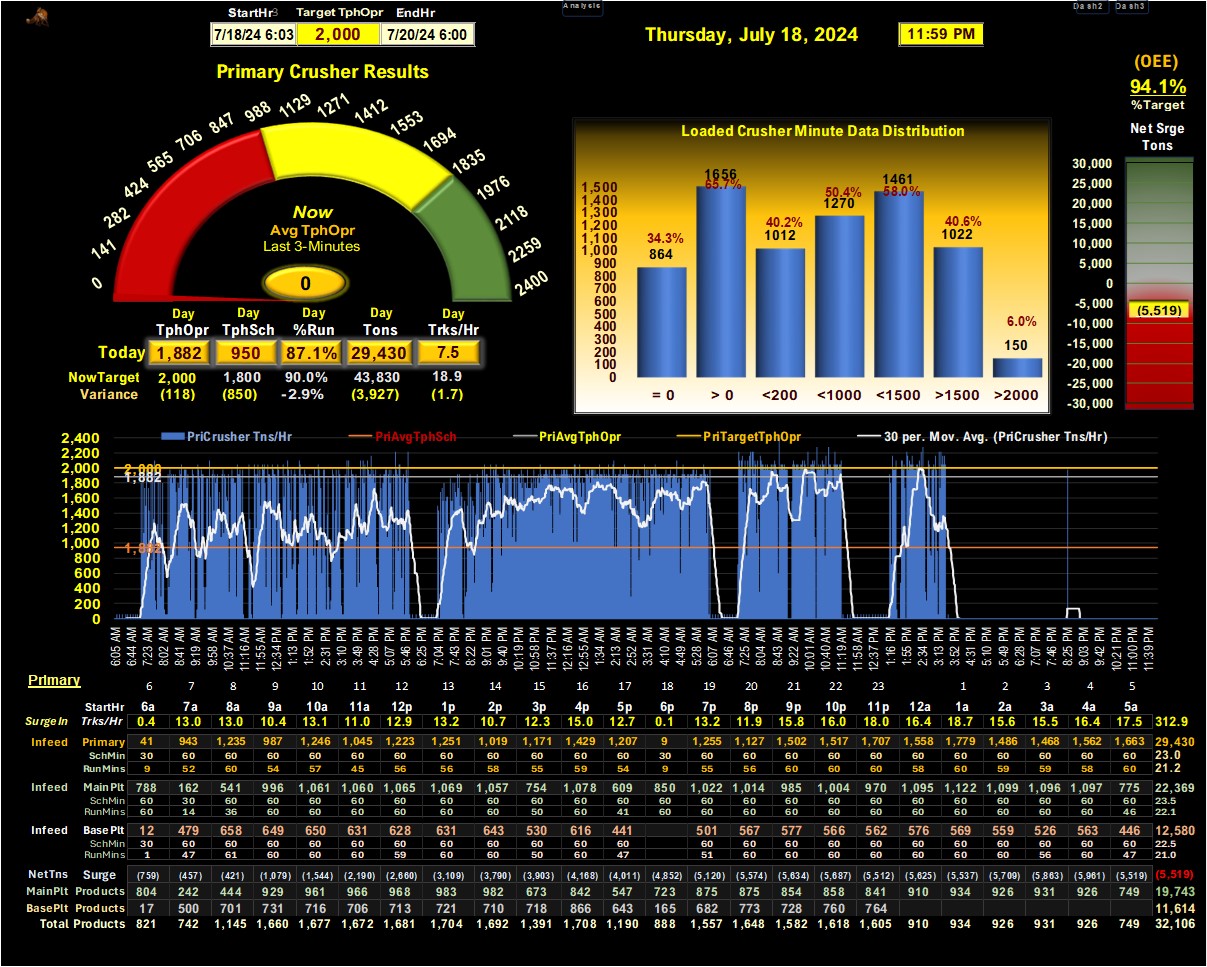 Analysis
Dash2 Dash3
StartHr Target TphOpr EndHr
7/18/24 6:03 2,000 7/20/24 6:00
Thursday, July 18, 2024 11:59 PM
(OEE)
94.1%
%Target
Net Srge
Tons
Primary Crusher Results
0 141 282 424 565 706 847 988 1129 1271 1412 1553 1694 1835 1976 2118 2259 2400
Now
Avg TphOpr
Last 3-Minutes
0
Day Day Day Day Day
TphOpr TphSch %Run Tons Trks/Hr
Today 1,882 950 87.1% 29,430 7.5
NowTarget 2,000 1,800 90.0% 43,830 18.9
Variance (118) (850) -2.9% (3,927) (1.7)
Loaded Crusher Minute Data Distribution
1,500
1,400
1,300
1,200
1,100
1,000
900
800
700
600
500
400
300
200
100
0
34.3% 65.7% 40.2% 50.4% 58.0% 40.6% 6.0%
864 1656 1012 1270 1461 1022 150
= 0 > 0 <200 <1000 <1500 >1500 >2000
30,000
25,000
20,000
15,000
10,000
5,000
0
-5,000
(5,519)
-10,000
-15,000
-20,000
-25,000
-30,000
PriCrusher Tns/Hr PriAvgTphSch PriAvgTphOpr PriTargetTphOpr 30 per. Mov. Avg. (PriCrusher Tns/Hr)
2,400
2,200
2,000
1,800
1,600
1,400
1,200
1,000
800
600
400
200
0
2,000
1,882
6:05 AM 6:44 AM 7:23 AM 8:02 AM 8:41 AM 9:19 AM 9:58 AM 10:37 AM 11:16 AM 11:55 AM 12:34 PM 1:13 PM 1:52 PM 2:31 PM 3:10 PM 3:49 PM 4:28 PM 5:07 PM 5:46 PM 6:25 PM 7:04 PM 7:43 PM 8:22 PM 9:01 PM 9:40 PM 10:19 PM 10:58 PM 11:37 PM 12:16 AM 12:55 AM 1:34 AM 2:13 AM 2:52 AM 3:31 AM 4:10 AM 4:49 AM 5:28 AM 6:07 AM 6:46 AM 7:25 AM 8:04 AM 8:43 AM 9:22 AM 10:01 AM 10:40 AM 11:19 AM 11:58 AM 12:37 PM 1:16 PM 1:56 PM 2:34 PM 3:13 PM 3:52 PM 4:31 PM 5:10 PM 5:49 PM 6:28 PM 7:07 PM 7:46 PM 8:25 PM 9:03 PM 9:42 PM 10:21 PM 11:00 PM 11:39 PM
Primary 6 7 8 9 10 11 12 13 14 15 16 17 18 19 20 21 22 23 1 2 3 4 5
StartHr 6a 7a 8a 9a 10a 11a 12p 1p 2p 3p 4p 5p 6p 7p 8p 9p 10p 11p 12a 1a 2a 3a 4a 5a
SurgeIn Trks/Hr 0.4 13.0 13.0 10.4 13.1 11.0 12.9 13.2 10.7 12.3 15.0 12.7 0.1 13.2 11.9 15.8 16.0 18.0 16.4 18.7 15.6 15.5 16.4 17.5 312.9
Infeed Primary 41 943 1,235 987 1,246 1,045 1,223 1,251 1,019 1,171 1,429 1,207 9 1,255 1,127 1,502 1,517 1,707 1,558 1,779 1,486 1,468 1,562 1,663 29,430
SchMin 30 60 60 60 60 60 60 60 60 60 60 60 30 60 60 60 60 60 60 60 60 60 60 60 23.0
RunMins 9 52 60 54 57 45 56 56 58 55 59 54 9 55 56 60 60 60 58 60 59 59 58 60 21.2
Infeed Main Plt 788 162 541 996 1,061 1,060 1,065 1,069 1,057 754 1,078 609 850 1,022 1,014 985 1,004 970 1,095 1,122 1,099 1,096 1,097 775 22,369
SchMin 60 30 60 60 60 60 60 60 60 60 60 60 60 60 60 60 60 60 60 60 60 60 60 60 23.5
RunMins 60 14 36 60 60 60 60 60 60 50 60 41 60 60 60 60 60 60 60 60 60 60 60 46 22.1
Infeed Base Plt 12 479 658 649 650 631 628 631 643 530 616 441 501 567 577 566 562 576 569 559 526 563 446 12,580
SchMin 30 60 60 60 60 60 60 60 60 60 60 60 60 60 60 60 60 60 60 60 60 60 60 22.5
RunMins 1 47 61 60 60 60 59 60 60 50 60 47 51 60 60 60 60 60 60 60 56 60 47 21.0
NetTns Surge (759) (457) (421) (1,079) (1,544) (2,190) (2,660) (3,109) (3,790) (3,903) (4,168) (4,011) (4,852) (5,120) (5,574) (5,634) (5,687) (5,512) (5,625) (5,537) (5,709) (5,863) (5,961) (5,519) (5,519)
MainPlt Products 804 242 444 929 961 966 968 983 982 673 842 547 723 875 875 854 858 841 910 934 926 931 926 749 19,743
BasePlt Products 17 500 701 731 716 706 713 721 710 718 866 643 165 682 773 728 760 764 11,614
Total Products 821 742 1,145 1,660 1,677 1,672 1,681 1,704 1,692 1,391 1,708 1,190 888 1,557 1,648 1,582 1,618 1,605 910 934 926 931 926 749 32,106